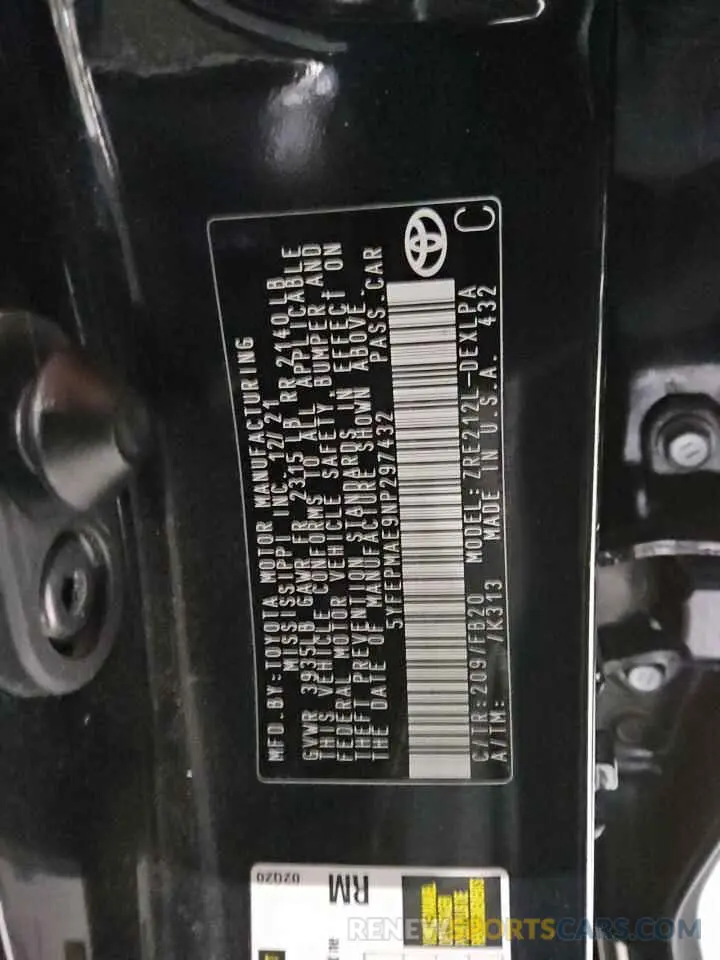 MFD.BY:TOYOTA MOTOR MANUFACTURING
MISSISSIPPI INC. 12/21
GVWR 3935LB GAWR FR 2315LB RR 2140LB
THIS VEHICLE CONFORMS TO ALL APPLICABLE
FEDERAL MOTOR VEHICLE SAFETY, BUMPER AND
THEFT PREVENTION STANDARDS IN EFFECT ON
THE DATE OF MANUFACTURE SHOWN ABOVE.
5YFEPMAE9NP297432 PASS.CAR
C/TR:209/FB20 MODEL:ZRE212L-DEXLPA
A/TM: /K313 MADE IN U.S.A. 432
C
02020
RM
RENEWSPORTSCARS.COM